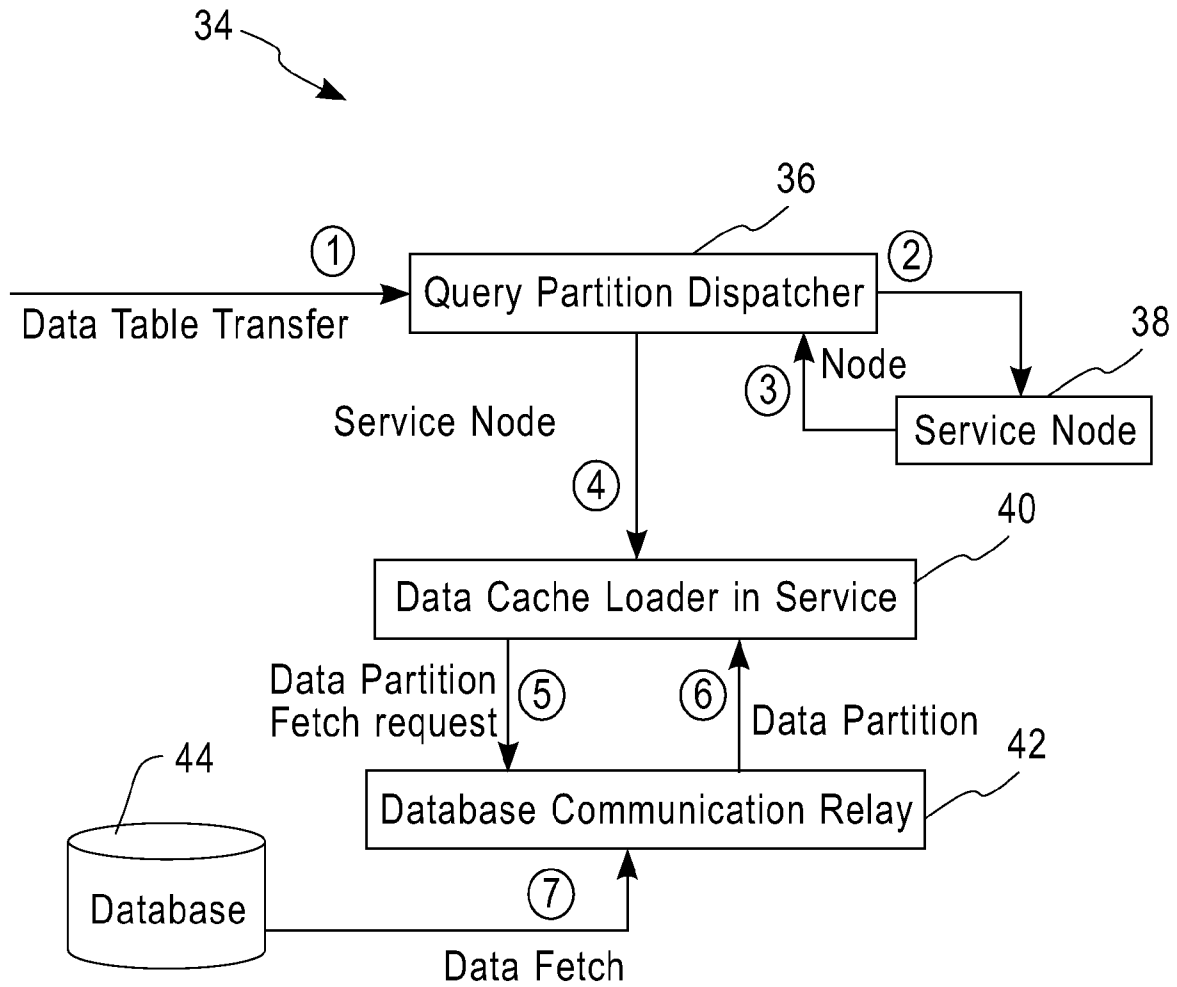 34
36
1
2
Query Partition Dispatcher
Data Table Transfer
38
3
Node
Service Node
Service Node
4
40
Data Cache Loader in Service
Data Partition
Fetch request
5
6
Data Partition
42
44
Database Communication Relay
Database
7
Data Fetch